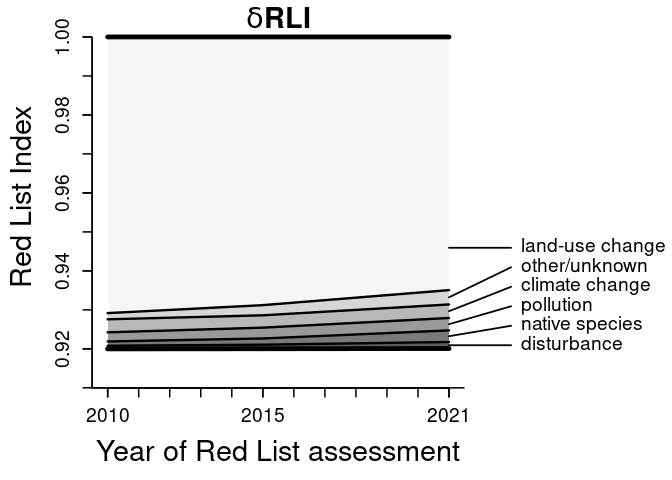 δRLI
Red List Index
1.00
0.98
0.96
0.94
0.92
land-use change
other/unknown
climate change
pollution
native species
disturbance
2010
2015
2021
Year of Red List assessment